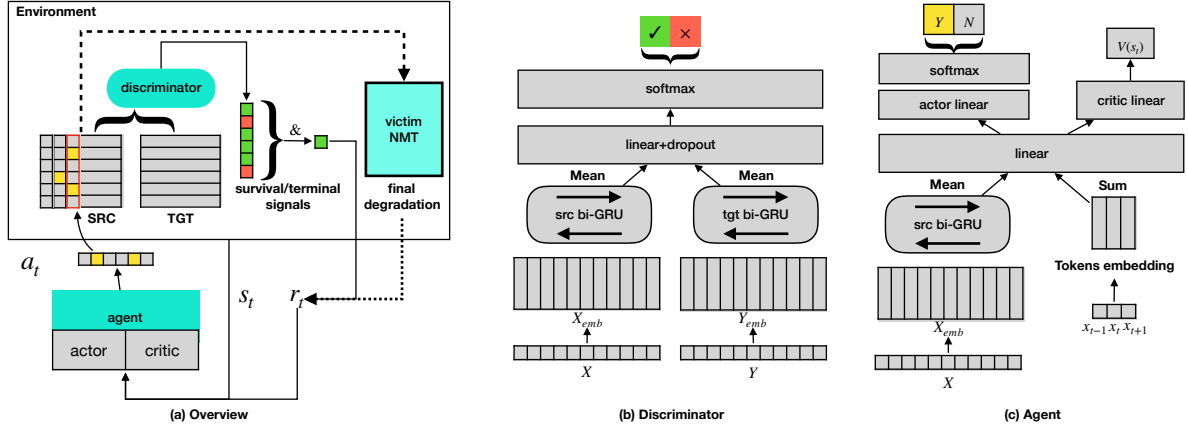 Environment
discriminator
SRC
TGT
&
survival/terminal
signals
victim
NMT
final
degradation
a_t
s_t
r_t
agent
actor
critic
(a) Overview
✓ ×
softmax
linear+dropout
Mean
Mean
src bi-GRU
tgt bi-GRU
X_emb
Y_emb
X
Y
(b) Discriminator
Y N
V(s_t)
softmax
actor linear
critic linear
linear
Mean
Sum
src bi-GRU
Tokens embedding
X_emb
x_{t-1} x_t x_{t+1}
X
(c) Agent